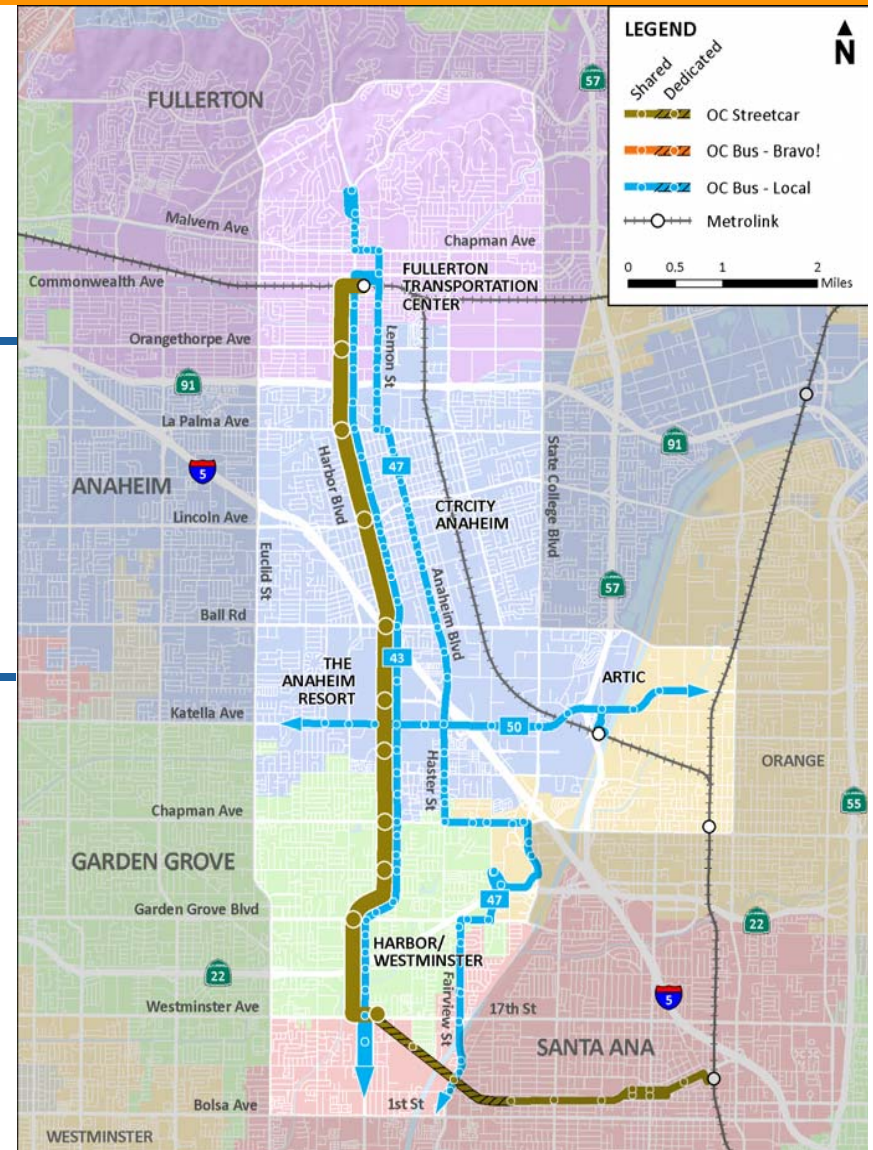 LEGEND
N
Shared
Dedicated
OC Streetcar
OC Bus - Bravo!
OC Bus - Local
Metrolink
0 0.5 1 2
Miles
57
FULLERTON
Malvern Ave
Chapman Ave
Commonwealth Ave
FULLERTON
TRANSPORTATION
CENTER
Orangethorpe Ave
Lemon St
91
La Palma Ave
91
5
Harbor Blvd
47
State College Blvd
ANAHEIM
CTRCITY
ANAHEIM
Lincoln Ave
Euclid St
Anaheim Blvd
57
Ball Rd
43
THE
ANAHEIM
RESORT
ARTIC
Katella Ave
50
Haster St
ORANGE
55
Chapman Ave
GARDEN GROVE
47
Garden Grove Blvd
22
HARBOR/
WESTMINSTER
22
Fairview St
5
Westminster Ave
17th St
SANTA ANA
Bolsa Ave
1st St
WESTMINSTER